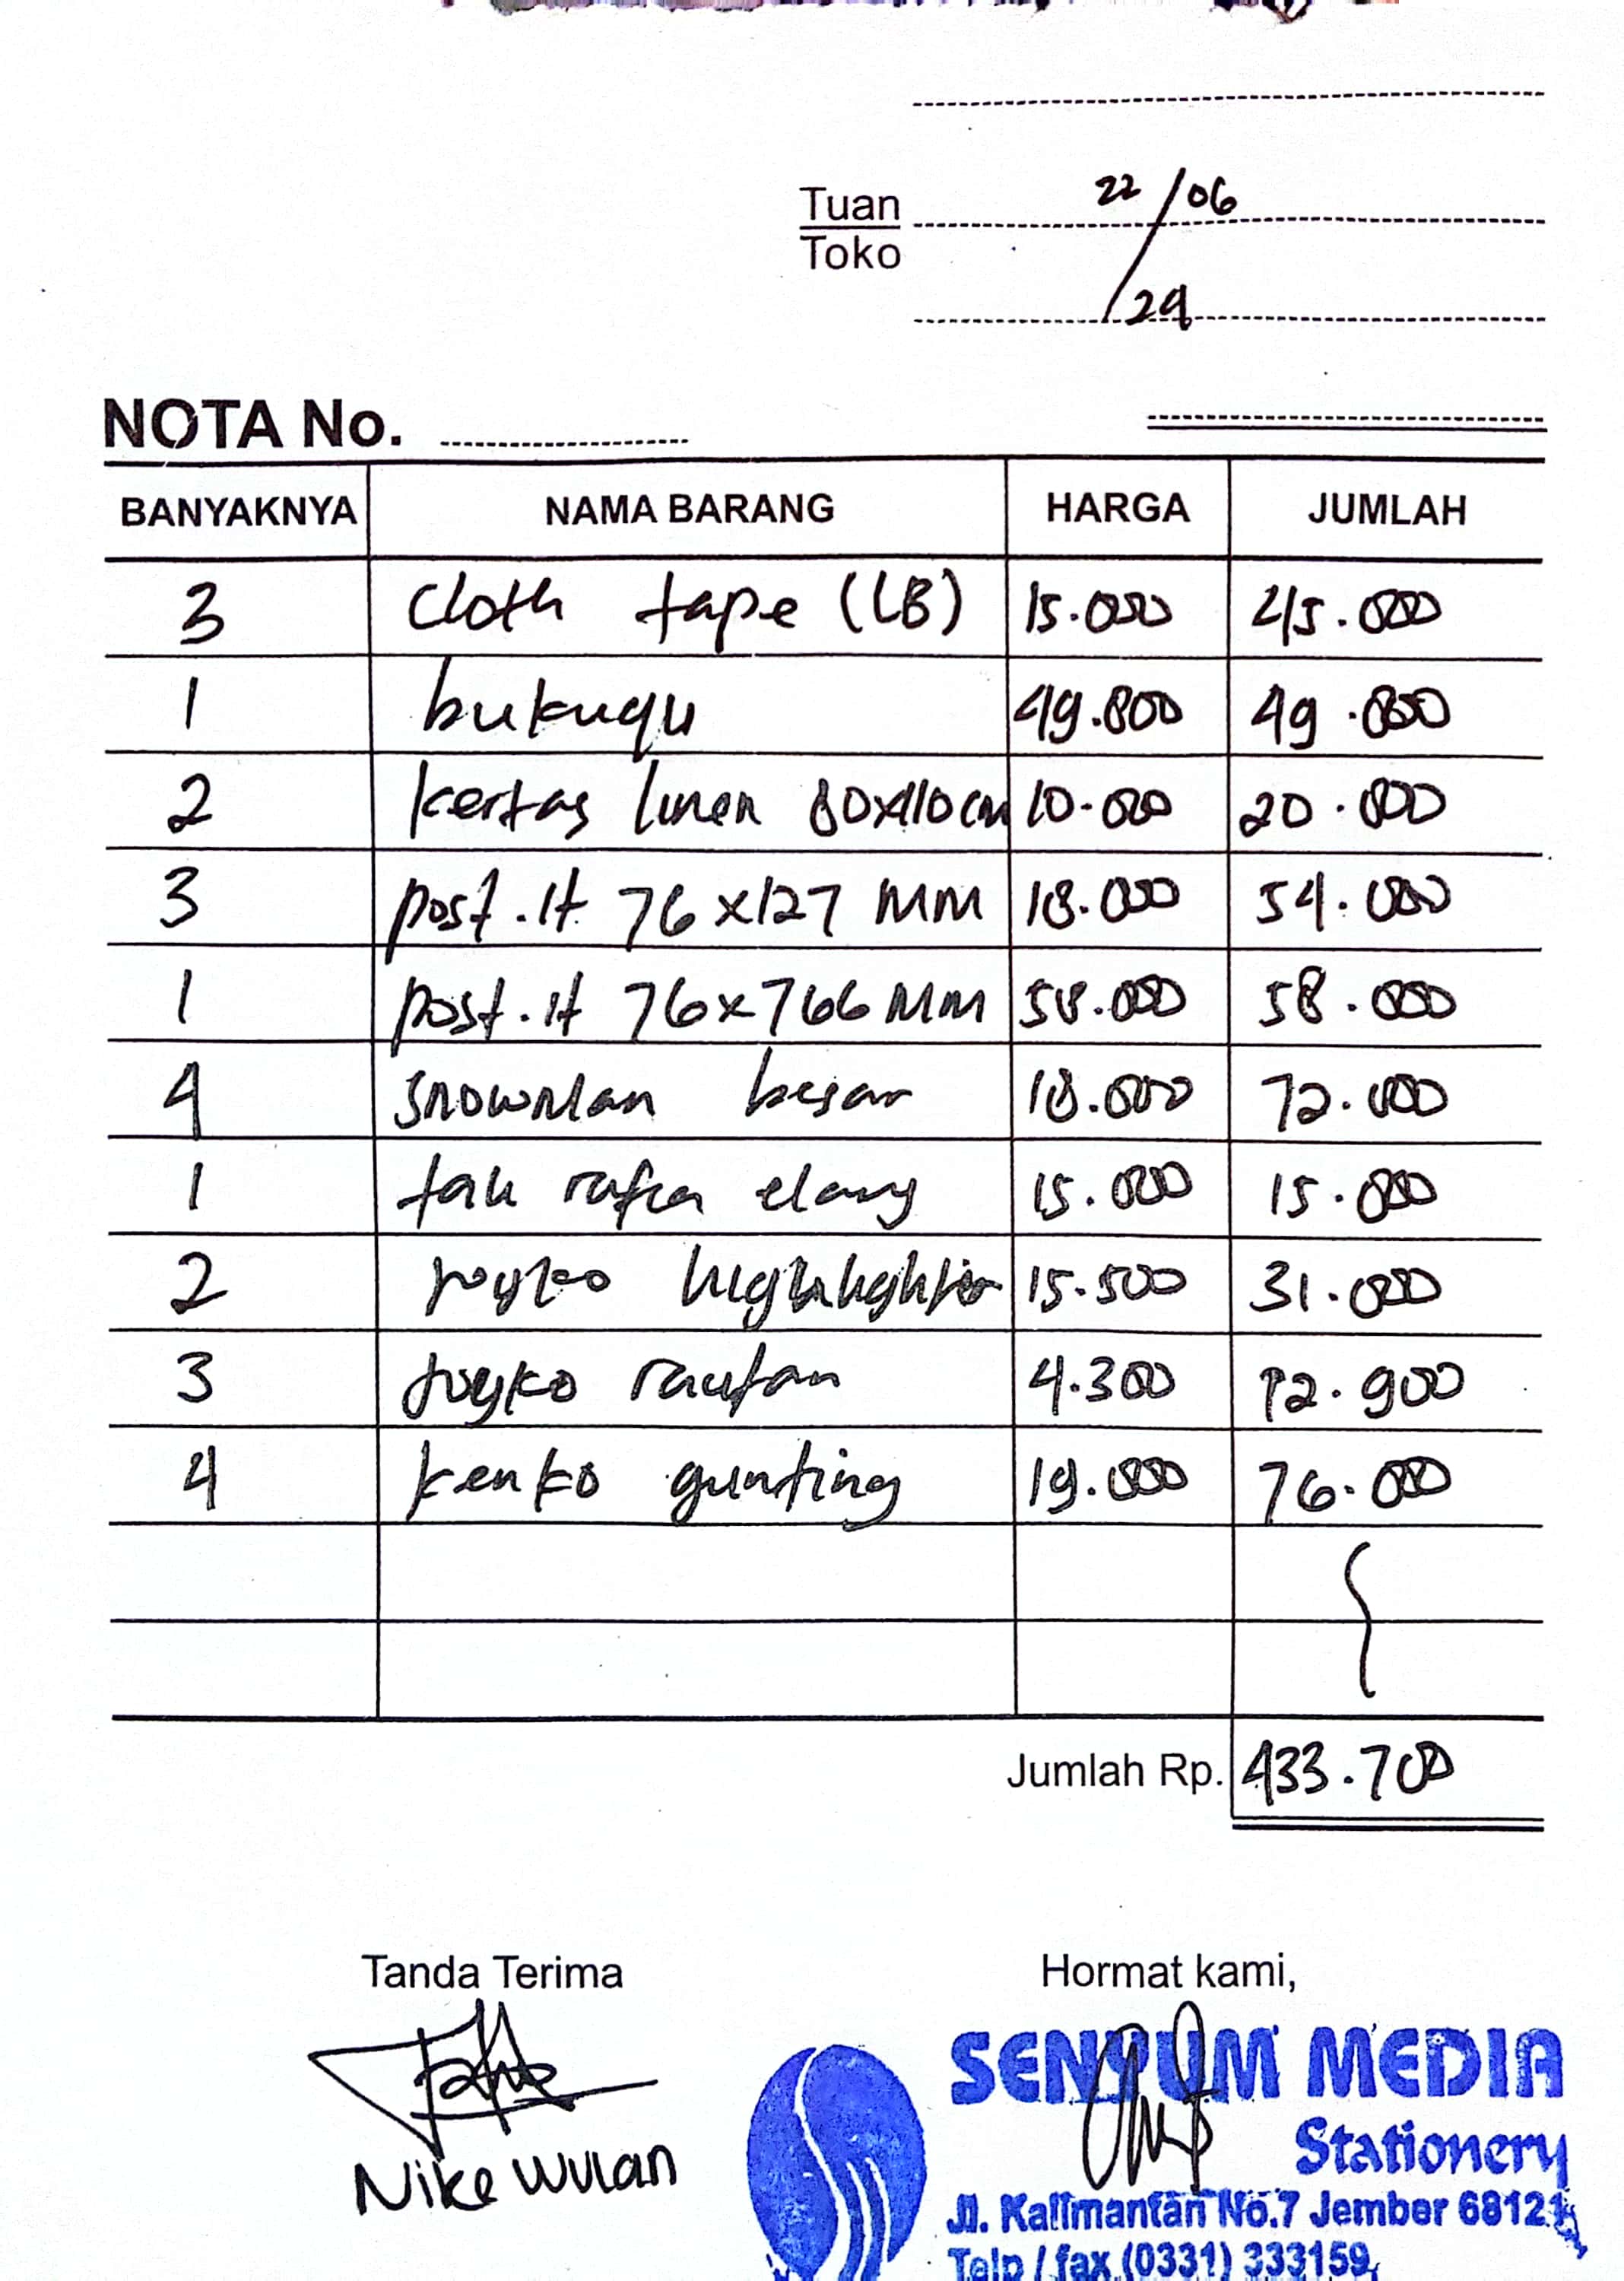 22/06
Tuan
Toko
/24
NOTA No.
BANYAKNYA NAMA BARANG HARGA JUMLAH
3 Cloth tape (LB) 15.000 45.000
1 bukuqu 49.800 49.800
2 kertas linen 80x110cm 10.000 20.000
3 post.it 76x127 MM 18.000 54.000
1 post.it 76x766 MM 58.000 58.000
4 snowman besar 18.000 72.000
1 tali rafia elang 15.000 15.000
2 joyko highlighter 15.500 31.000
3 joyko rautan 4.300 12.900
4 kenko gunting 19.000 76.000
Jumlah Rp. 433.700
Tanda Terima Hormat kami,
Nike Wulan
SENYUM MEDIA
Stationery
Jl. Kalimantan No.7 Jember 68121
Telp / fax (0331) 333159